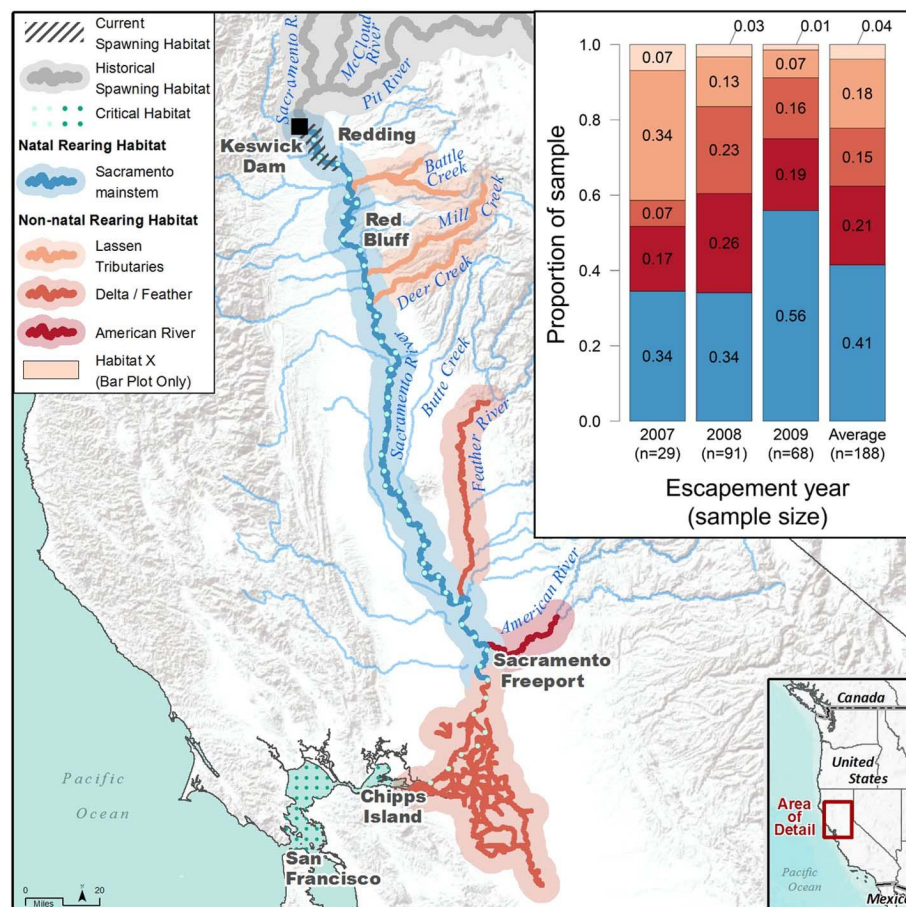 Current
Spawning Habitat
Historical
Spawning Habitat
Critical Habitat
Natal Rearing Habitat
Sacramento
mainstem
Non-natal Rearing Habitat
Lassen
Tributaries
Delta / Feather
American River
Habitat X
(Bar Plot Only)
Sacramento R.
McCloud
River
Pit River
Keswick
Dam
Redding
Battle
Creek
Red
Bluff
Mill Creek
Deer Creek
Sacramento River
Butte Creek
Feather River
American River
Sacramento
Freeport
Chipps
Island
San
Francisco
Pacific
Ocean
0 20
Miles
N
Proportion of sample
1.0
0.8
0.6
0.4
0.2
0.0
0.03 0.01 0.04
0.07
0.34
0.07
0.17
0.34
0.13
0.23
0.26
0.34
0.07
0.16
0.19
0.56
0.18
0.15
0.21
0.41
2007 2008 2009 Average
(n=29) (n=91) (n=68) (n=188)
Escapement year
(sample size)
Canada
United
States
Area
of
Detail
Pacific
Ocean
Mexico